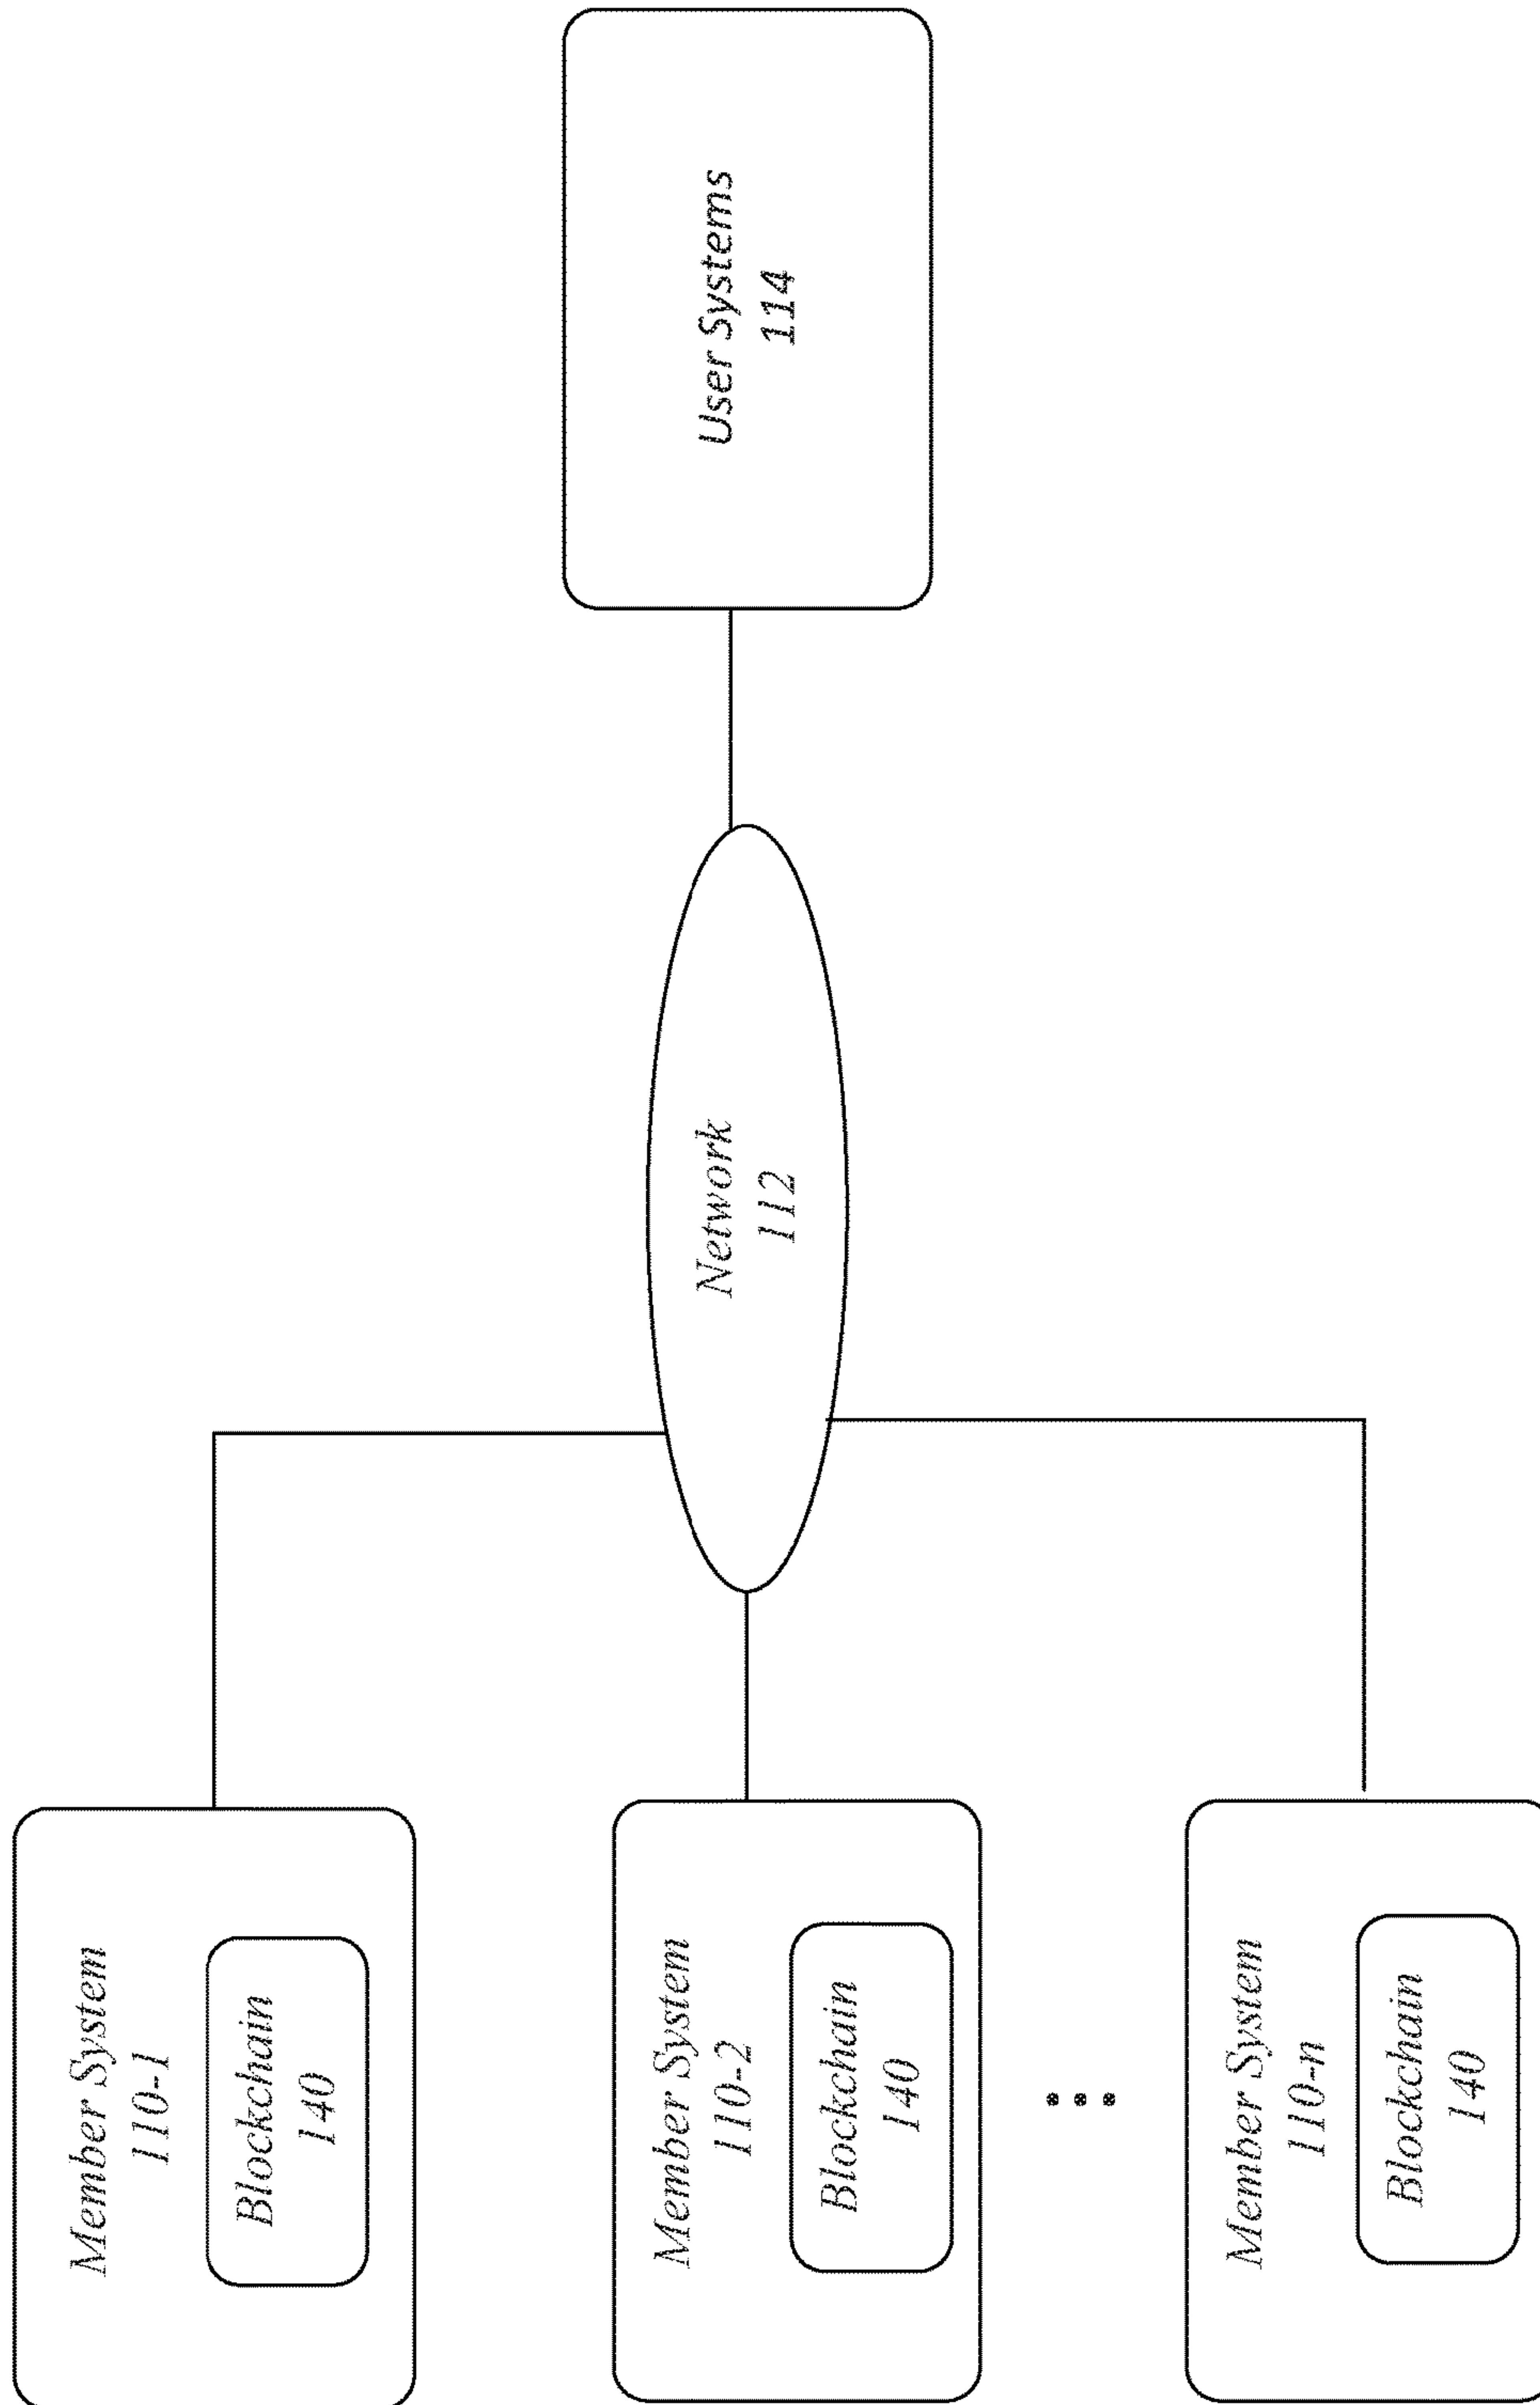 Member System
110-1
Blockchain
140
Member System
110-2
Blockchain
140
Member System
110-n
Blockchain
140
Network
112
User Systems
114